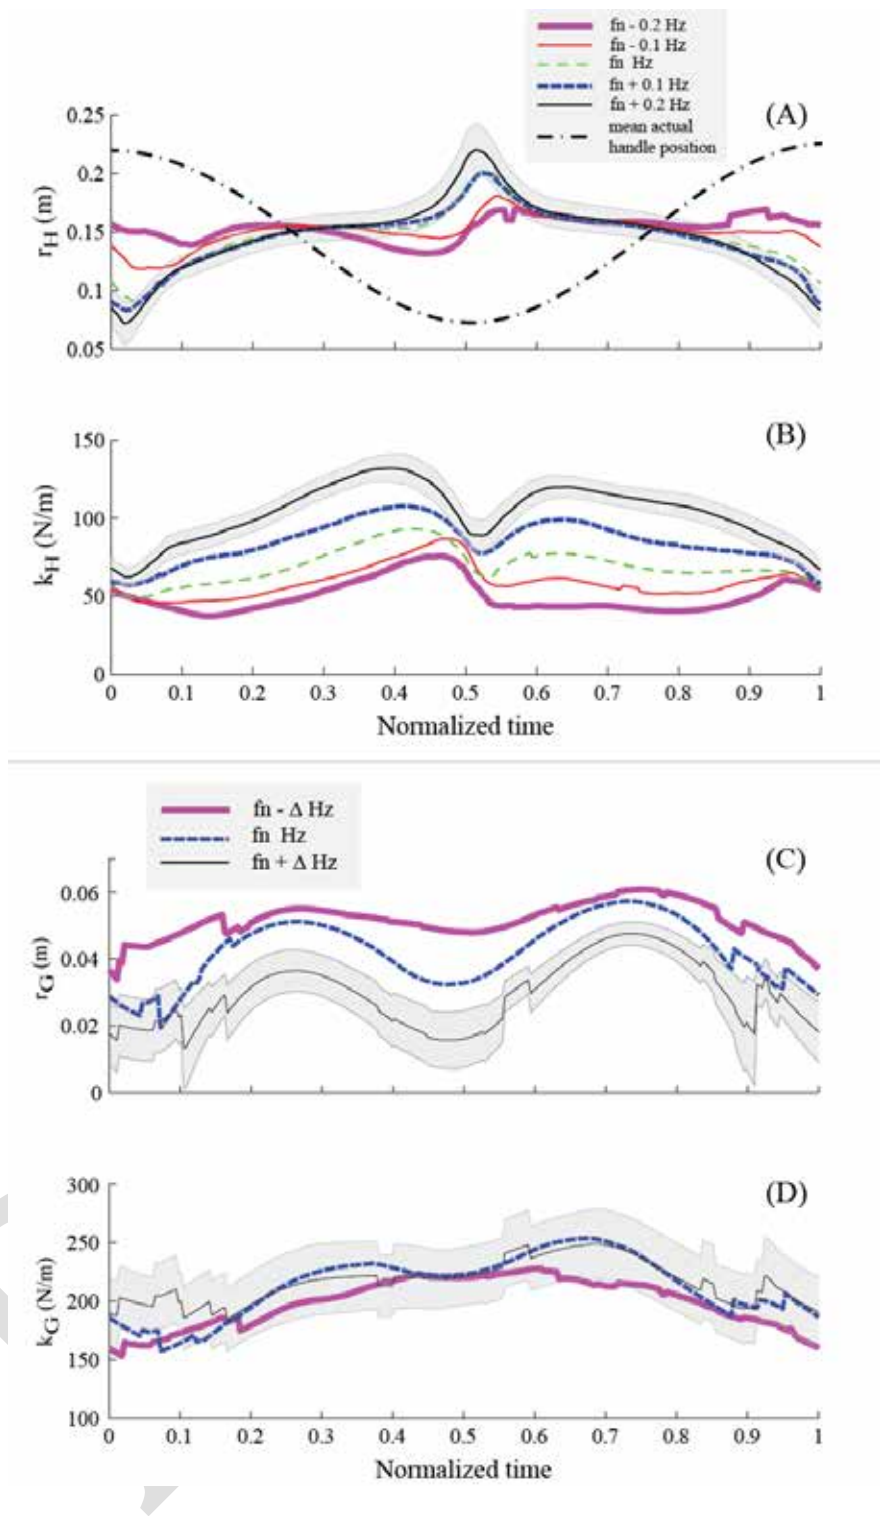 fn - 0.2 Hz
fn - 0.1 Hz
fn Hz
fn + 0.1 Hz
fn + 0.2 Hz
mean actual
handle position
(A)
0.25
0.2
0.15
0.1
0.05
rH (m)
(B)
150
100
50
0
kH (N/m)
0 0.1 0.2 0.3 0.4 0.5 0.6 0.7 0.8 0.9 1
Normalized time
fn - Δ Hz
fn Hz
fn + Δ Hz
(C)
0.06
0.04
0.02
0
rG (m)
(D)
300
250
200
150
100
kG (N/m)
0 0.1 0.2 0.3 0.4 0.5 0.6 0.7 0.8 0.9 1
Normalized time